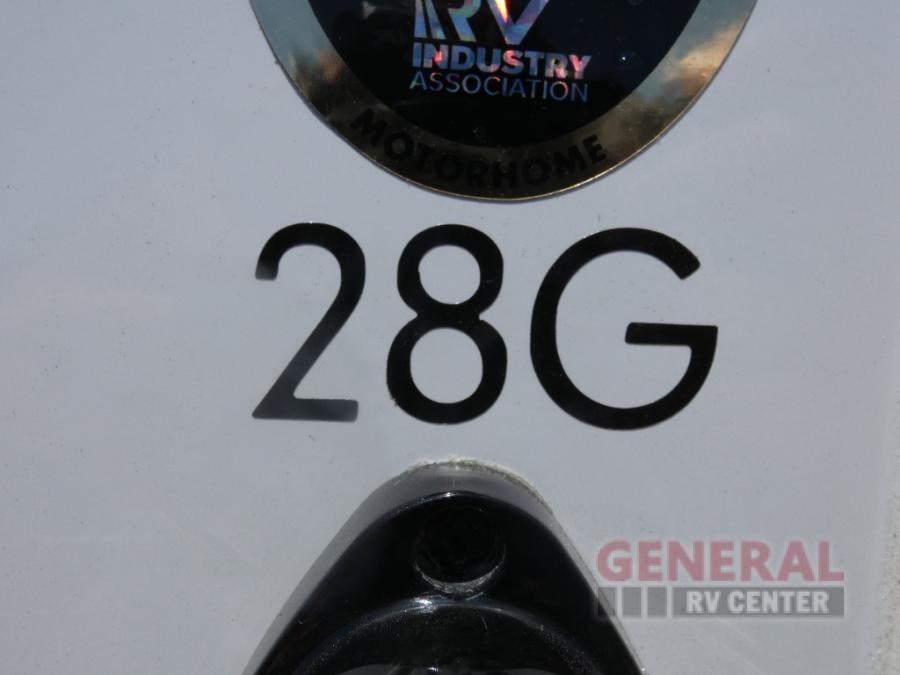 RV
INDUSTRY
ASSOCIATION
MOTORHOME
28G
GENERAL
RV CENTER